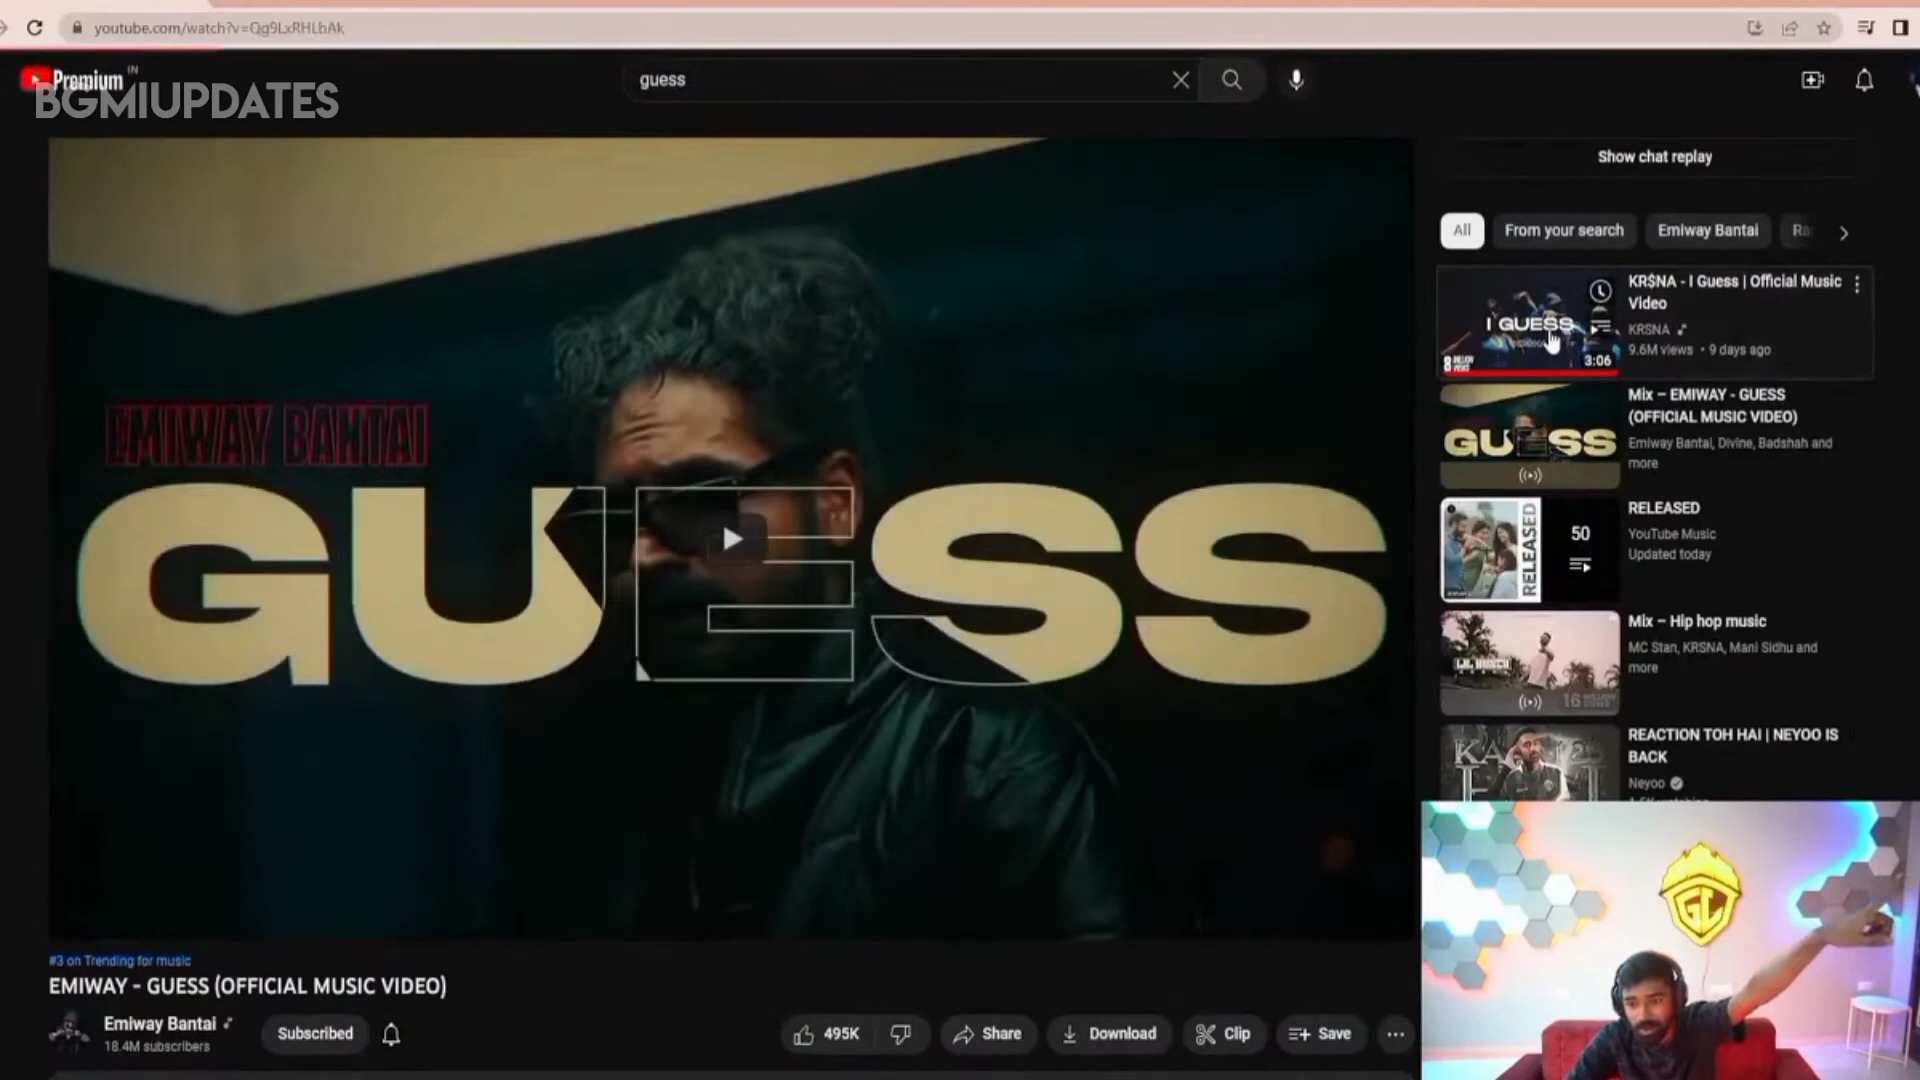 youtube.com/watch?v=Qg9LxRHLbAk
Premium IN
BGMIUPDATES
guess
Show chat replay
All
From your search
Emiway Bantai
EMIWAY BANTAI
GUESS
I GUESS
3:06
KR$NA - I Guess | Official Music
Video
KRSNA
9.6M views • 9 days ago
GUESS
Mix – EMIWAY - GUESS
(OFFICIAL MUSIC VIDEO)
Emiway Bantai, Divine, Badshah and
more
RELEASED
50
RELEASED
YouTube Music
Updated today
Mix – Hip hop music
MC Stan, KRSNA, Mani Sidhu and
more
REACTION TOH HAI | NEYOO IS
BACK
Neyoo
GL
#3 on Trending for music
EMIWAY - GUESS (OFFICIAL MUSIC VIDEO)
Emiway Bantai
18.4M subscribers
Subscribed
495K
Share
Download
Clip
Save